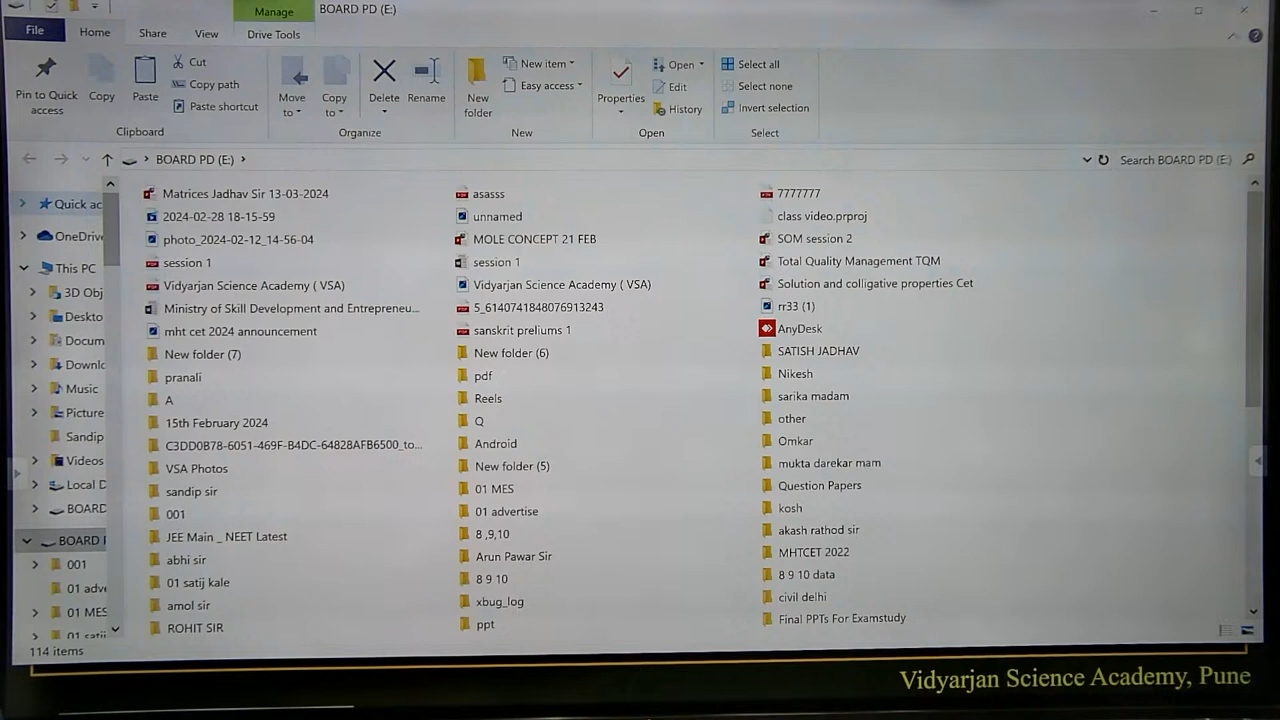 Manage
BOARD PD (E:)
File
Home
Share
View
Drive Tools
Pin to Quick access
Copy
Paste
Cut
Copy path
Paste shortcut
Move to
Copy to
Delete
Rename
New folder
New item
Easy access
Properties
Open
Edit
History
Select all
Select none
Invert selection
Clipboard
Organize
New
Open
Select
BOARD PD (E:)
Search BOARD PD (E:)
Quick ac
OneDrive
This PC
3D Obj
Deskto
Docum
Downlo
Music
Picture
Sandip
Videos
Local D
BOARD
BOARD P
001
01 adve
01 MES
01 satij
Matrices Jadhav Sir 13-03-2024
2024-02-28 18-15-59
photo_2024-02-12_14-56-04
session 1
Vidyarjan Science Academy ( VSA)
Ministry of Skill Development and Entrepreneu...
mht cet 2024 announcement
New folder (7)
pranali
A
15th February 2024
C3DD0B78-6051-469F-B4DC-64828AFB6500_to...
VSA Photos
sandip sir
001
JEE Main _ NEET Latest
abhi sir
01 satij kale
amol sir
ROHIT SIR
asasss
unnamed
MOLE CONCEPT 21 FEB
session 1
Vidyarjan Science Academy ( VSA)
5_6140741848076913243
sanskrit preliums 1
New folder (6)
pdf
Reels
Q
Android
New folder (5)
01 MES
01 advertise
8 ,9,10
Arun Pawar Sir
8 9 10
xbug_log
ppt
7777777
class video.prproj
SOM session 2
Total Quality Management TQM
Solution and colligative properties Cet
rr33 (1)
AnyDesk
SATISH JADHAV
Nikesh
sarika madam
other
Omkar
mukta darekar mam
Question Papers
kosh
akash rathod sir
MHTCET 2022
8 9 10 data
civil delhi
Final PPTs For Examstudy
114 items
Vidyarjan Science Academy, Pune